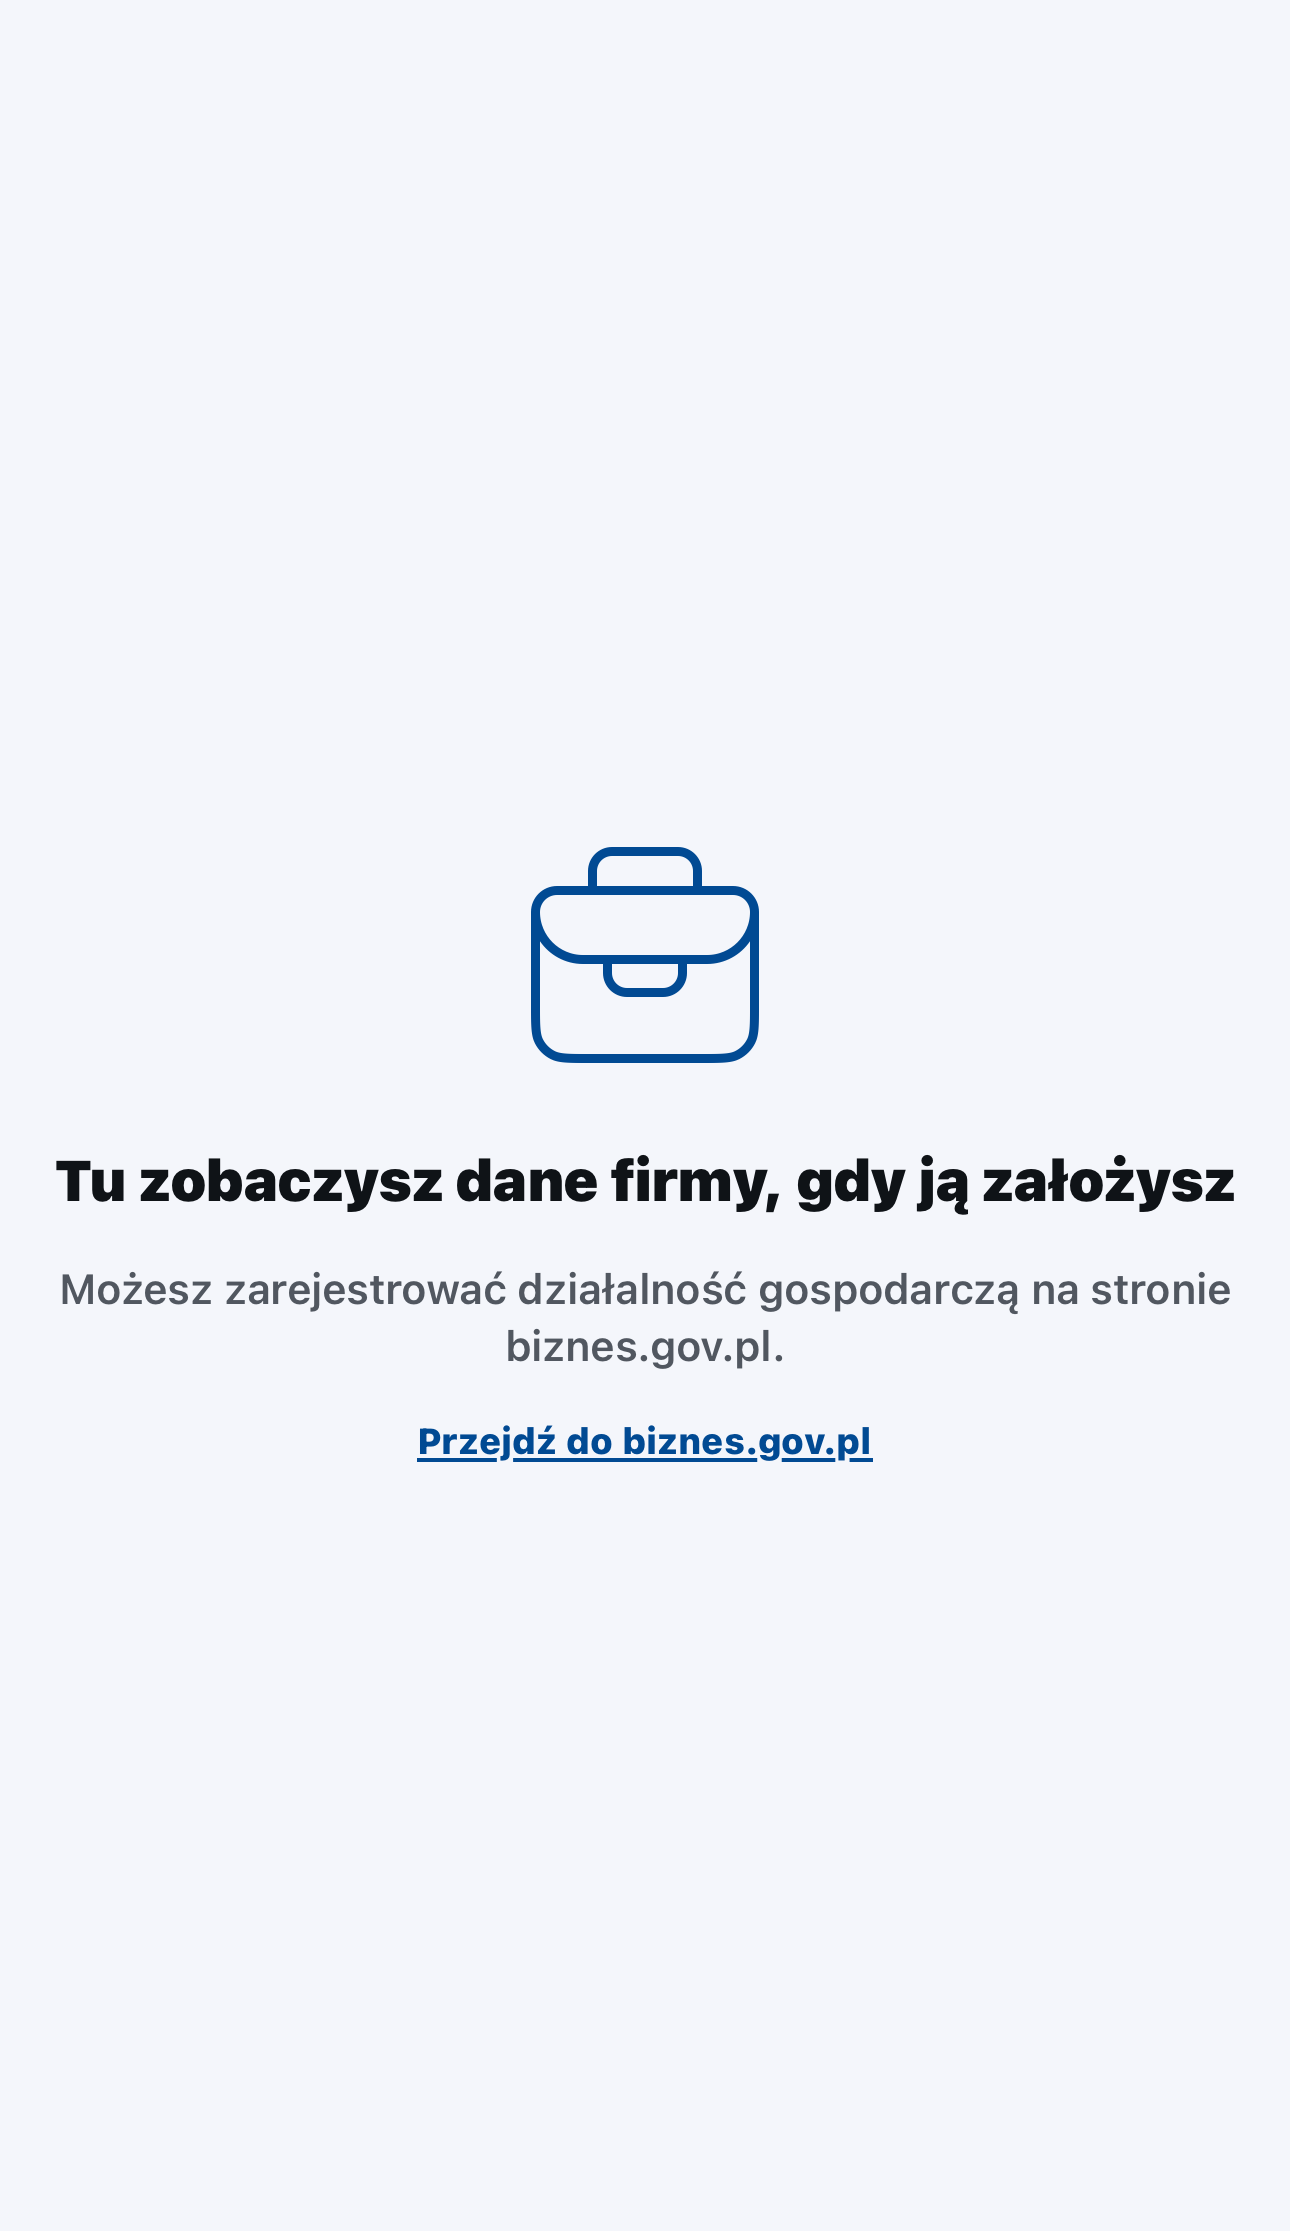 Tu zobaczysz dane firmy, gdy ją założysz
Możesz zarejestrować działalność gospodarczą na stronie
biznes.gov.pl.
Przejdź do biznes.gov.pl